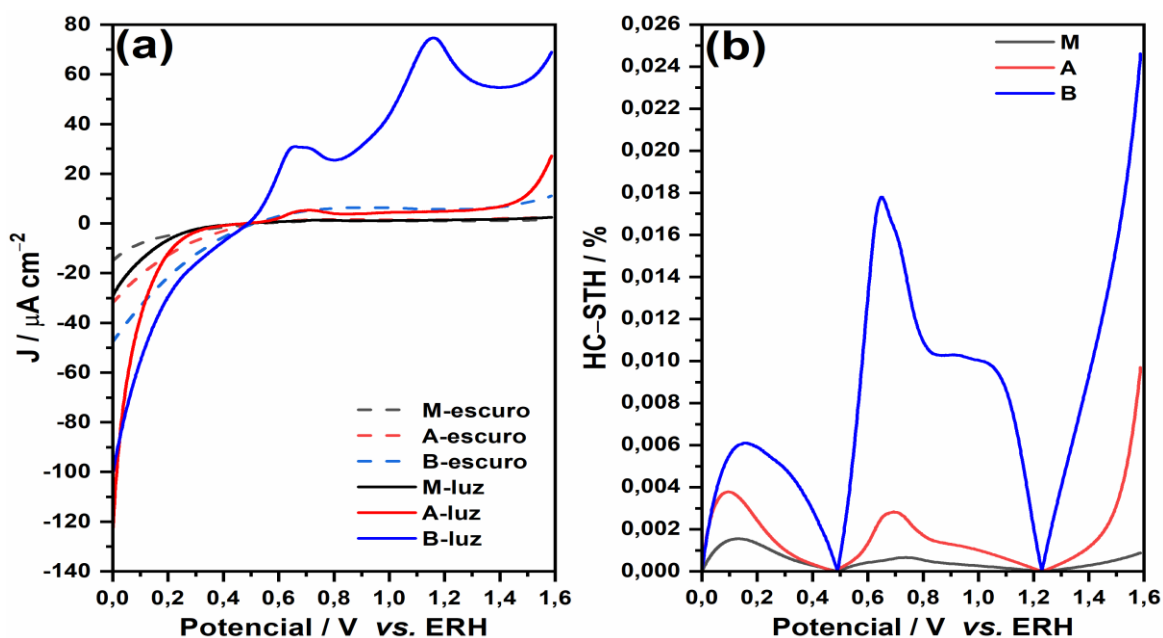 (a)
J / μA cm⁻²
80
60
40
20
0
-20
-40
-60
-80
-100
-120
-140
M-escuro
A-escuro
B-escuro
M-luz
A-luz
B-luz
0,0 0,2 0,4 0,6 0,8 1,0 1,2 1,4 1,6
Potencial / V vs. ERH
(b)
HC–STH / %
0,026
0,024
0,022
0,020
0,018
0,016
0,014
0,012
0,010
0,008
0,006
0,004
0,002
0,000
M
A
B
0,0 0,2 0,4 0,6 0,8 1,0 1,2 1,4 1,6
Potencial / V vs. ERH